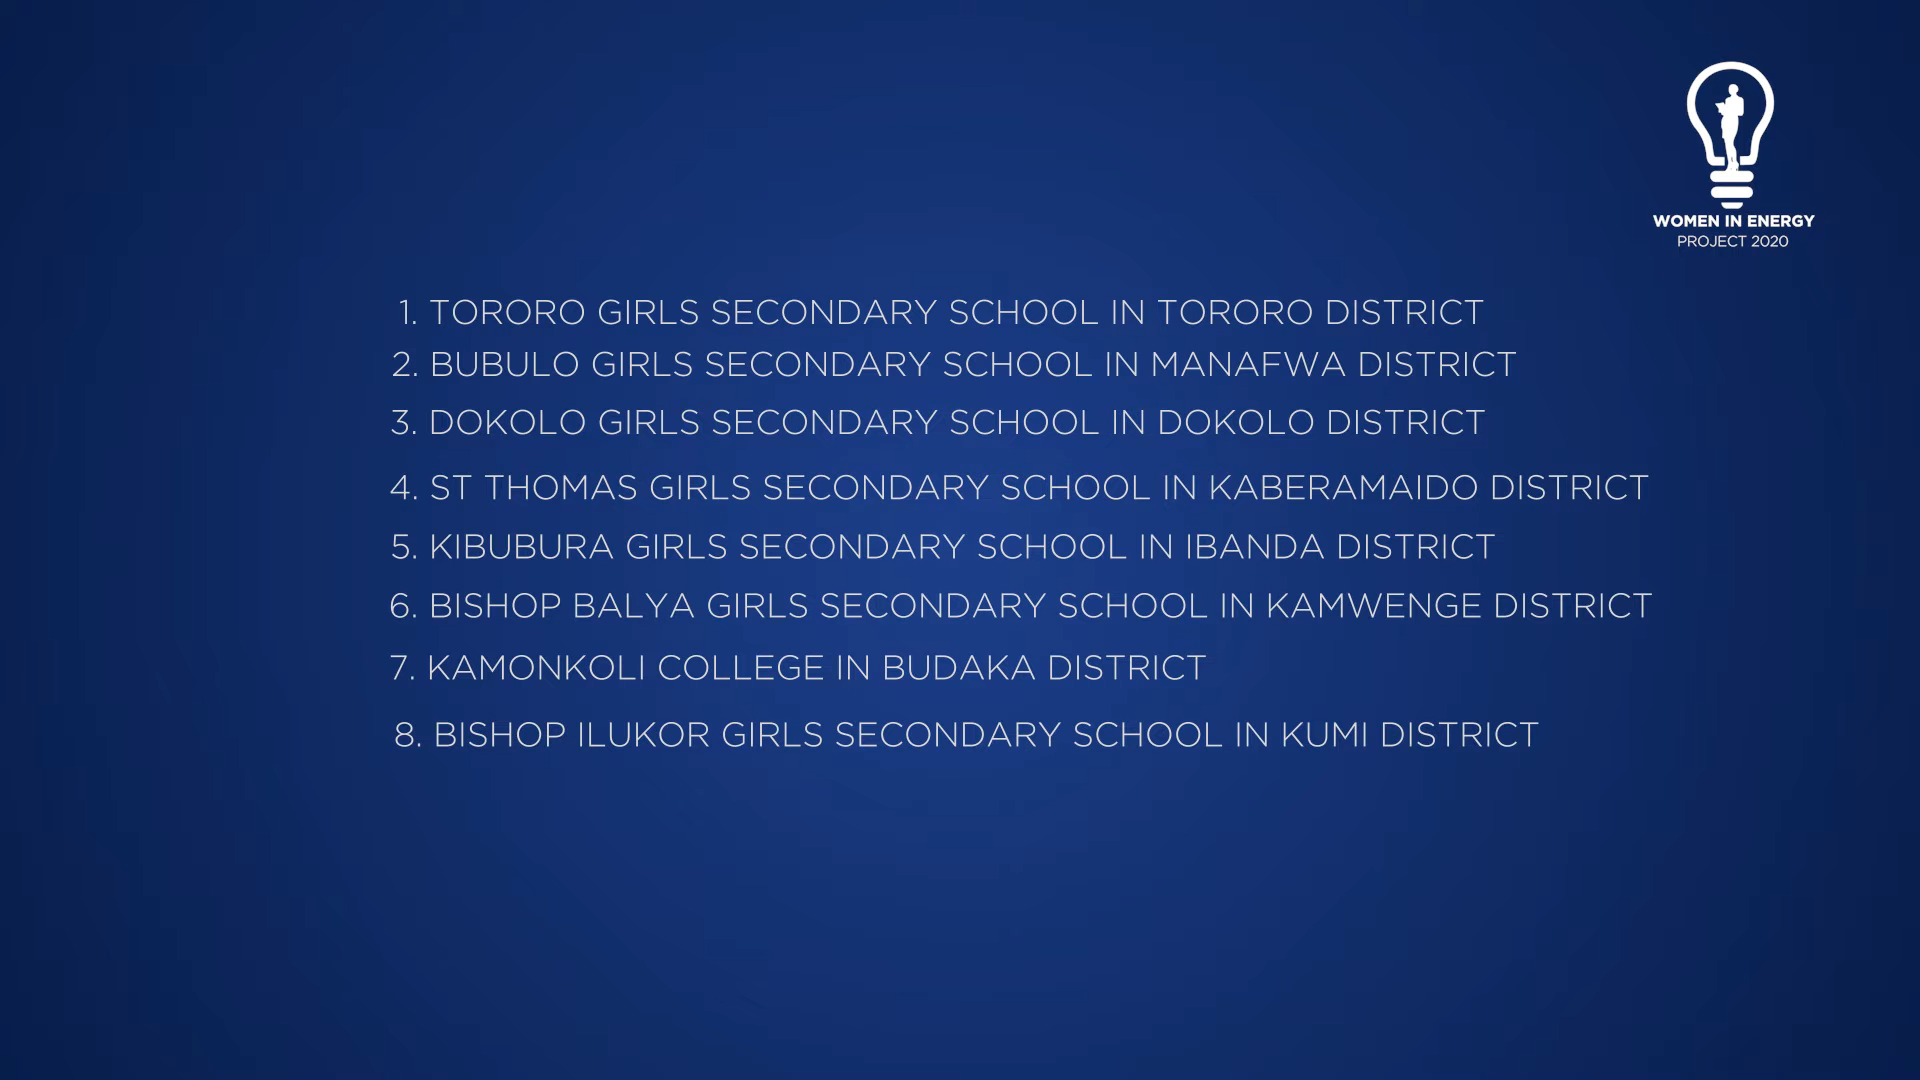 WOMEN IN ENERGY
PROJECT 2020
1. TORORO GIRLS SECONDARY SCHOOL IN TORORO DISTRICT
2. BUBULO GIRLS SECONDARY SCHOOL IN MANAFWA DISTRICT
3. DOKOLO GIRLS SECONDARY SCHOOL IN DOKOLO DISTRICT
4. ST THOMAS GIRLS SECONDARY SCHOOL IN KABERAMAIDO DISTRICT
5. KIBUBURA GIRLS SECONDARY SCHOOL IN IBANDA DISTRICT
6. BISHOP BALYA GIRLS SECONDARY SCHOOL IN KAMWENGE DISTRICT
7. KAMONKOLI COLLEGE IN BUDAKA DISTRICT
8. BISHOP ILUKOR GIRLS SECONDARY SCHOOL IN KUMI DISTRICT